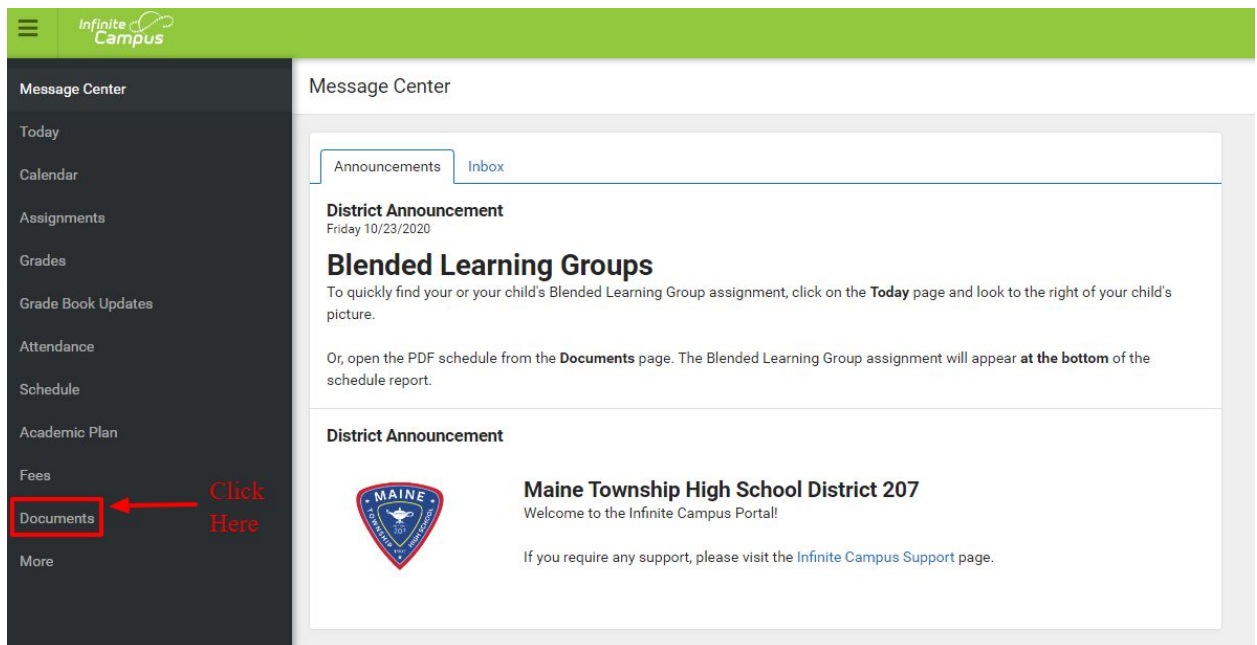 Infinite
Campus
Message Center
Today
Calendar
Assignments
Grades
Grade Book Updates
Attendance
Schedule
Academic Plan
Fees
Documents
More
Click
Here
Message Center
Announcements Inbox
District Announcement
Friday 10/23/2020
Blended Learning Groups
To quickly find your or your child's Blended Learning Group assignment, click on the Today page and look to the right of your child's
picture.
Or, open the PDF schedule from the Documents page. The Blended Learning Group assignment will appear at the bottom of the
schedule report.
District Announcement
MAINE
TOWNSHIP
HIGH SCHOOL
207
Maine Township High School District 207
Welcome to the Infinite Campus Portal!
If you require any support, please visit the Infinite Campus Support page.